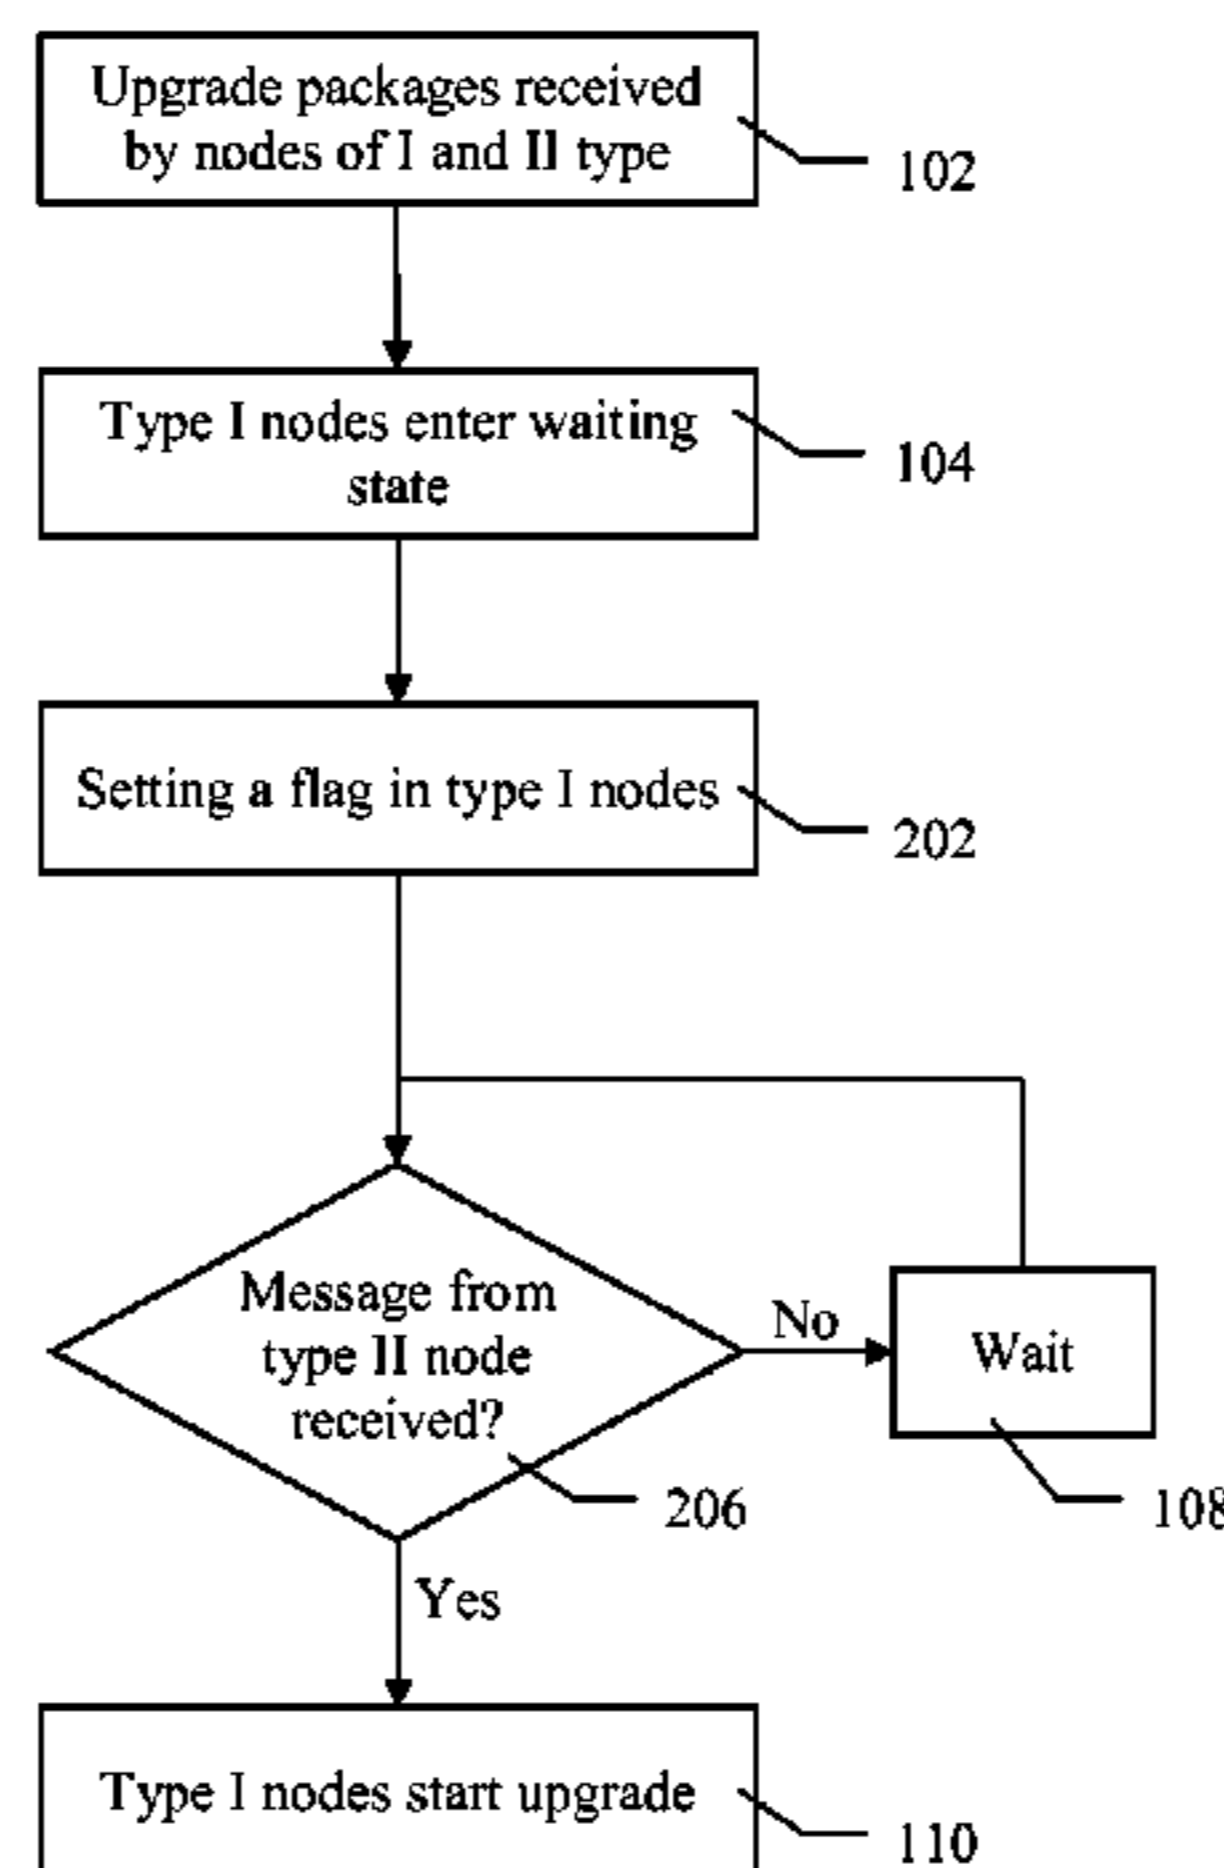 Upgrade packages received
by nodes of I and II type
102
Type I nodes enter waiting
state
104
Setting a flag in type I nodes
202
Message from
type II node
received?
206
No
Wait
108
Yes
Type I nodes start upgrade
110